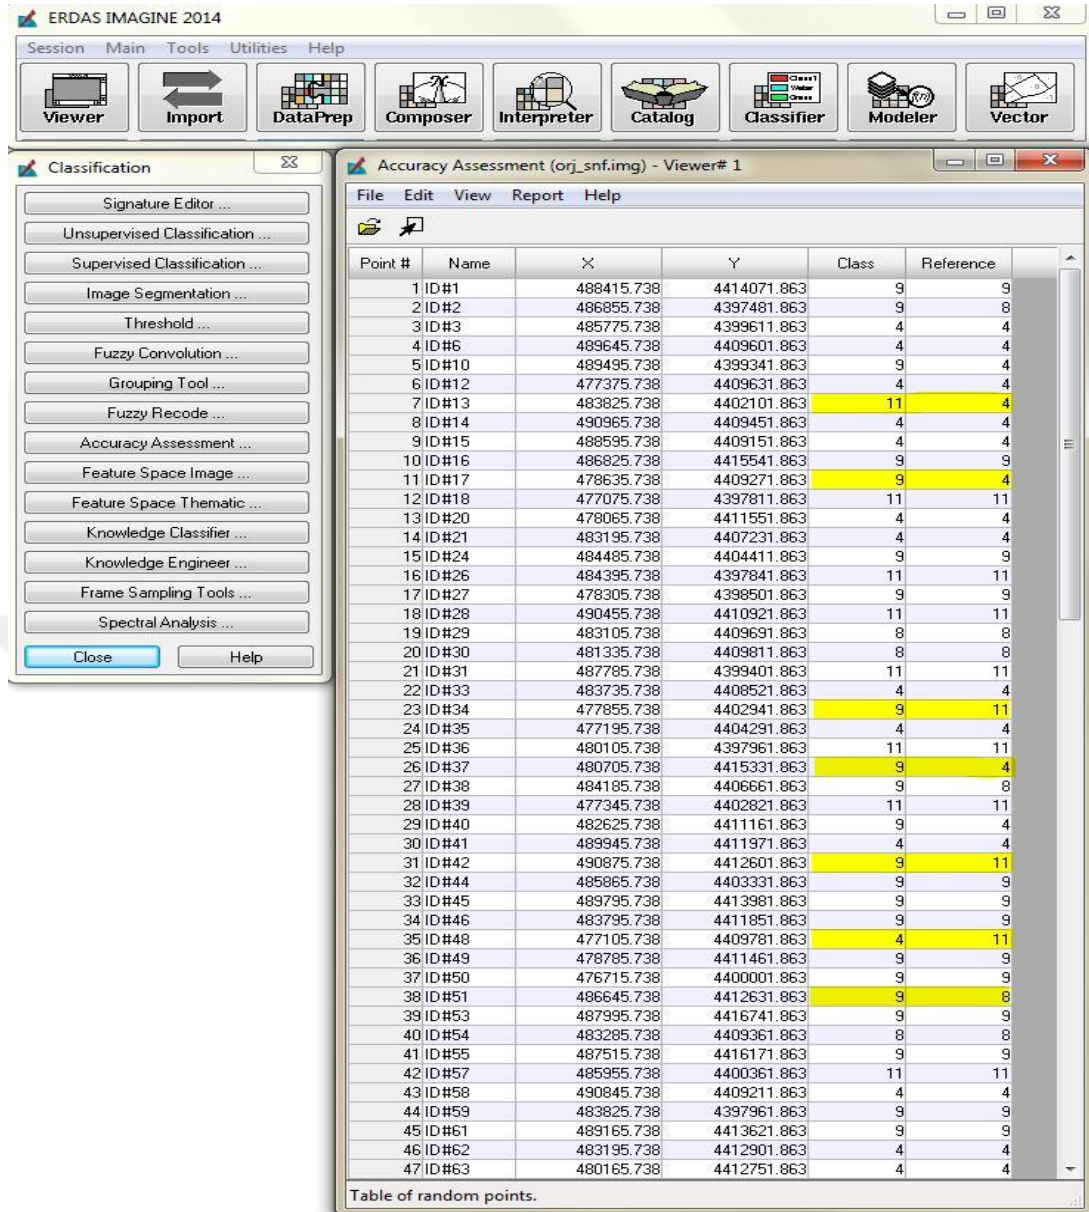 ERDAS IMAGINE 2014
Session Main Tools Utilities Help
Viewer Import DataPrep Composer Interpreter Catalog Classifier Modeler Vector
Classification
Signature Editor ...
Unsupervised Classification ...
Supervised Classification ...
Image Segmentation ...
Threshold ...
Fuzzy Convolution ...
Grouping Tool ...
Fuzzy Recode ...
Accuracy Assessment ...
Feature Space Image ...
Feature Space Thematic ...
Knowledge Classifier ...
Knowledge Engineer ...
Frame Sampling Tools ...
Spectral Analysis ...
Close Help
Accuracy Assessment (orj_snf.img) - Viewer# 1
File Edit View Report Help
Point # Name X Y Class Reference
1 ID#1 488415.738 4414071.863 9 9
2 ID#2 486855.738 4397481.863 9 8
3 ID#3 485775.738 4399611.863 4 4
4 ID#6 489645.738 4409601.863 4 4
5 ID#10 489495.738 4399341.863 9 4
6 ID#12 477375.738 4409631.863 4 4
7 ID#13 483825.738 4402101.863 11 4
8 ID#14 490965.738 4409451.863 4 4
9 ID#15 488595.738 4409151.863 4 4
10 ID#16 486825.738 4415541.863 9 9
11 ID#17 478635.738 4409271.863 9 4
12 ID#18 477075.738 4397811.863 11 11
13 ID#20 478065.738 4411551.863 4 4
14 ID#21 483195.738 4407231.863 4 4
15 ID#24 484485.738 4404411.863 9 9
16 ID#26 484395.738 4397841.863 11 11
17 ID#27 478305.738 4398501.863 9 9
18 ID#28 490455.738 4410921.863 11 11
19 ID#29 483105.738 4409691.863 8 8
20 ID#30 481335.738 4409811.863 8 8
21 ID#31 487785.738 4399401.863 11 11
22 ID#33 483735.738 4408521.863 4 4
23 ID#34 477855.738 4402941.863 9 11
24 ID#35 477195.738 4404291.863 4 4
25 ID#36 480105.738 4397961.863 11 11
26 ID#37 480705.738 4415331.863 9 4
27 ID#38 484185.738 4406661.863 9 8
28 ID#39 477345.738 4402821.863 11 11
29 ID#40 482625.738 4411161.863 9 4
30 ID#41 489945.738 4411971.863 4 4
31 ID#42 490875.738 4412601.863 9 11
32 ID#44 485865.738 4403331.863 9 9
33 ID#45 489795.738 4413981.863 9 9
34 ID#46 483795.738 4411851.863 9 9
35 ID#48 477105.738 4409781.863 4 11
36 ID#49 478785.738 4411461.863 9 9
37 ID#50 476715.738 4400001.863 9 9
38 ID#51 486645.738 4412631.863 9 8
39 ID#53 487995.738 4416741.863 9 9
40 ID#54 483285.738 4409361.863 8 8
41 ID#55 487515.738 4416171.863 9 9
42 ID#57 485955.738 4400361.863 11 11
43 ID#58 490845.738 4409211.863 4 4
44 ID#59 483825.738 4397961.863 9 9
45 ID#61 489165.738 4413621.863 9 9
46 ID#62 483195.738 4412901.863 4 4
47 ID#63 480165.738 4412751.863 4 4
Table of random points.